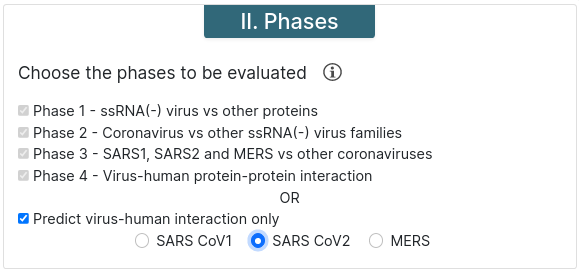 II. Phases
Choose the phases to be evaluated
Phase 1 - ssRNA(-) virus vs other proteins
Phase 2 - Coronavirus vs other ssRNA(-) virus families
Phase 3 - SARS1, SARS2 and MERS vs other coronaviruses
Phase 4 - Virus-human protein-protein interaction
OR
Predict virus-human interaction only
SARS CoV1 SARS CoV2 MERS